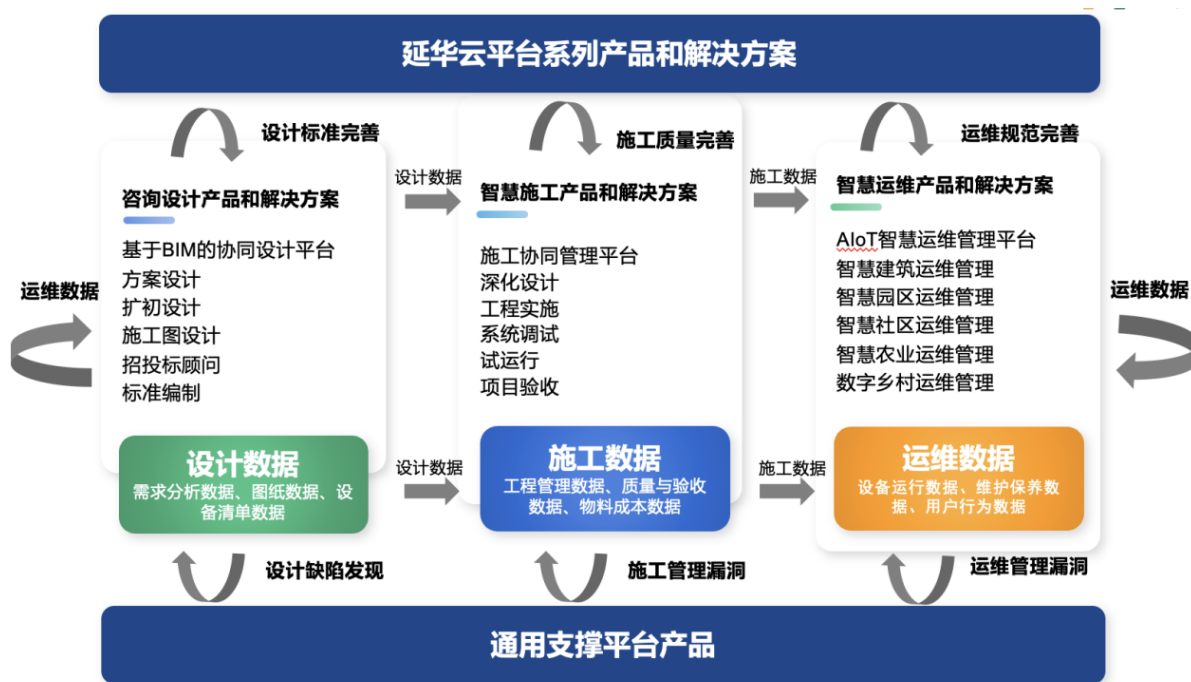 延华云平台系列产品和解决方案
设计标准完善
施工质量完善
运维规范完善
咨询设计产品和解决方案
基于BIM的协同设计平台
方案设计
扩初设计
施工图设计
招投标顾问
标准编制
设计数据
智慧施工产品和解决方案
施工协同管理平台
深化设计
工程实施
系统调试
试运行
项目验收
施工数据
智慧运维产品和解决方案
AIoT智慧运维管理平台
智慧建筑运维管理
智慧园区运维管理
智慧社区运维管理
智慧农业运维管理
数字乡村运维管理
运维数据
运维数据
设计数据
需求分析数据、图纸数据、设
备清单数据
设计数据
施工数据
工程管理数据、质量与验收
数据、物料成本数据
施工数据
运维数据
设备运行数据、维护保养数
据、用户行为数据
设计缺陷发现
施工管理漏洞
运维管理漏洞
通用支撑平台产品